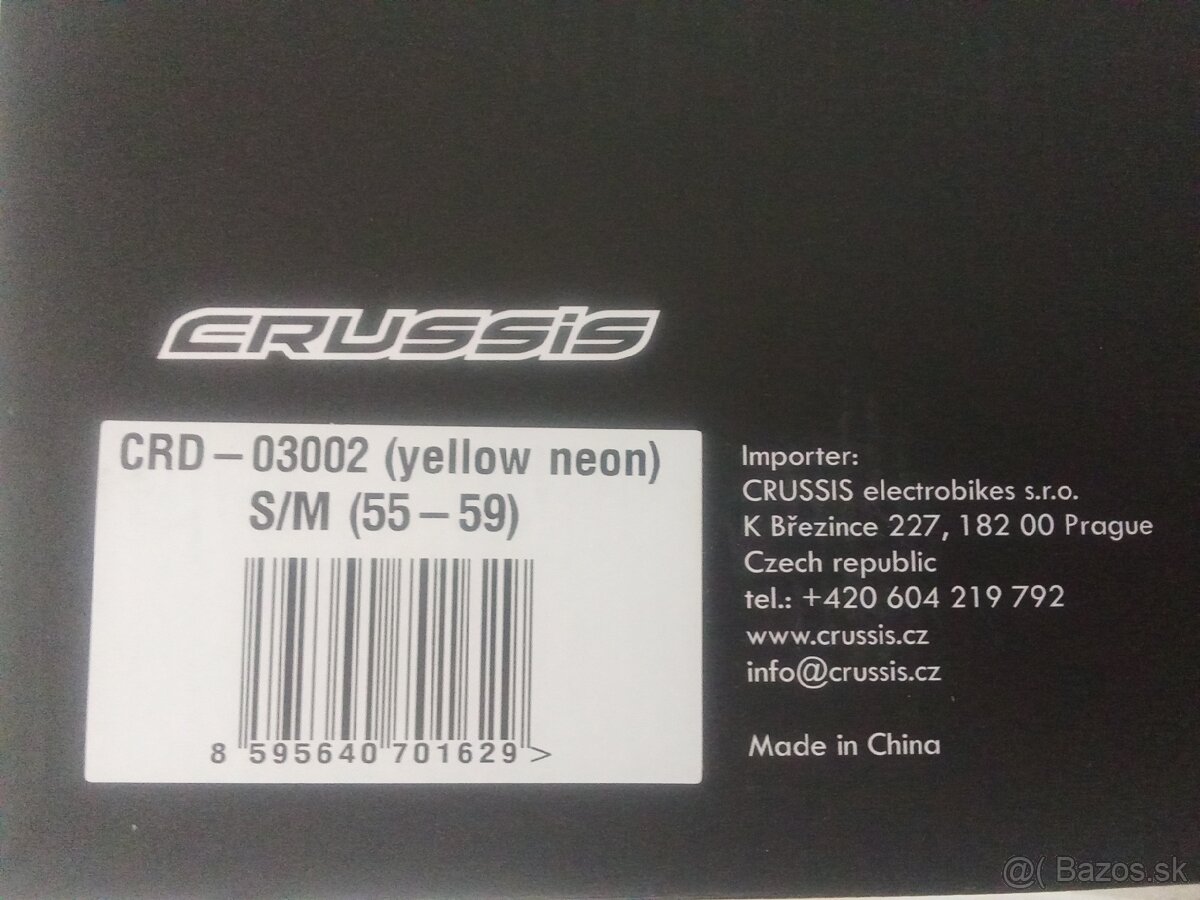 CRUSSiS
CRD-03002 (yellow neon)
S/M (55-59)
8 595640 701629 >
Importer:
CRUSSIS electrobikes s.r.o.
K Březince 227, 182 00 Prague
Czech republic
tel.: +420 604 219 792
www.crussis.cz
info@crussis.cz
Made in China
@( Bazos.sk